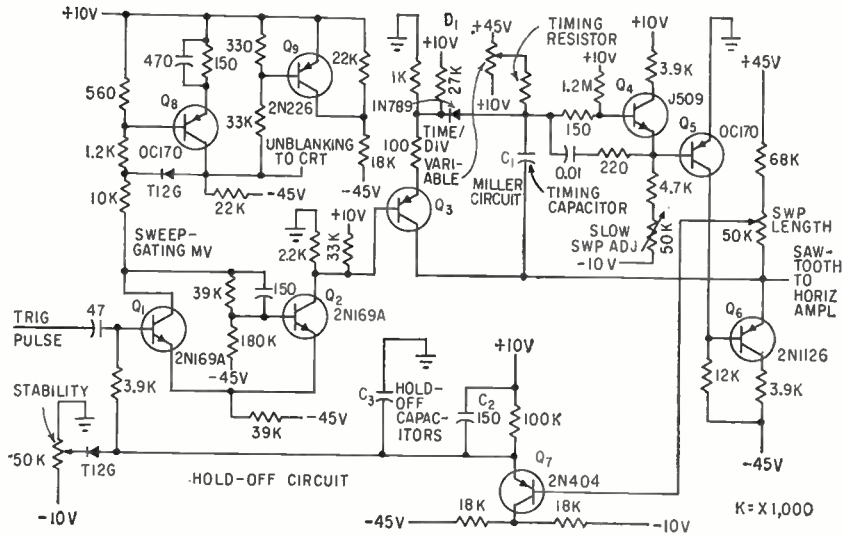 +10V
470
150
330
Q9
22K
560
Q8
2N226
33K
1.2K
OC170
UNBLANKING
TO CRT
18K
-45V
T12G
-45V
22K
10K
SWEEP-
GATING MV
+10V
2.2K
33K
39K
150
Q2
2N169A
Q1
TRIG
PULSE
47
2N169A
180K
-45V
3.9K
39K
-45V
STABILITY
-50K
T12G
-10V
HOLD-OFF CIRCUIT
D1
+10V
1K
27K
1N789
TIME/
DIV
VARI-
ABLE
100
Q3
+45V
+10V
TIMING
RESISTOR
C1
MILLER
CIRCUIT
TIMING
CAPACITOR
+10V
1.2M
150
0.01
220
-10V
3.9K
Q4
J509
Q5
OC170
4.7K
SLOW
SWP ADJ
50K
-10V
+45V
68K
SWP
LENGTH
50K
SAW-
TOOTH
TO
HORIZ
AMPL
Q6
2N1126
12K
3.9K
-45V
C3
HOLD-
OFF
CAPAC-
ITORS
+10V
C2
150
100K
Q7
2N404
18K
18K
-45V
-10V
K=X1,000